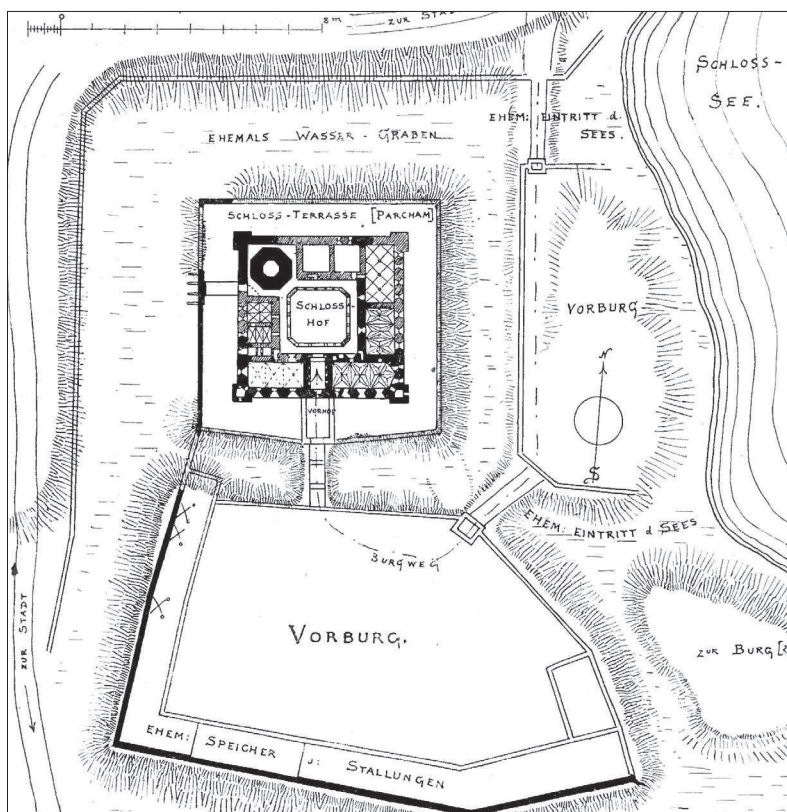 8 m
ZUR STADT
SCHLOSS-
SEE.
EHEMALS WASSER-GRABEN
EHEM: EINTRITT d.
SEES.
SCHLOSS-TERRASSE [PARCHAM]
SCHLOSS-
HOF
VORBURG
N
S
VORHOF
EHEM: EINTRITT d SEES
BURGWEG
ZUR STADT
VORBURG.
ZUR BURG
EHEM: SPEICHER u: STALLUNGEN